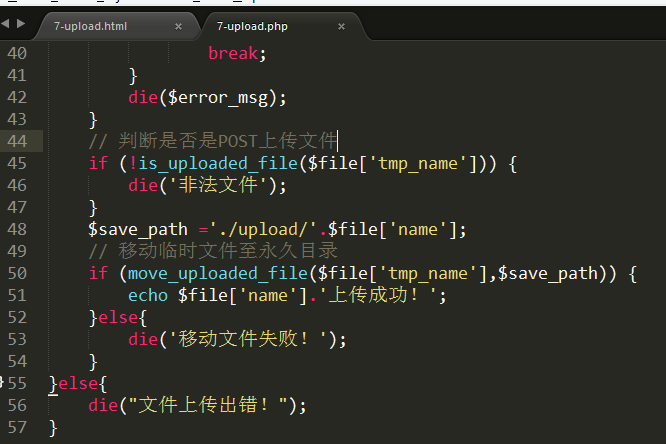 7-upload.html × 7-upload.php ×
40 break;
41 }
42 die($error_msg);
43 }
44 // 判断是否是POST上传文件
45 if (!is_uploaded_file($file['tmp_name'])) {
46 die('非法文件');
47 }
48 $save_path ='./upload/'.$file['name'];
49 // 移动临时文件至永久目录
50 if (move_uploaded_file($file['tmp_name'],$save_path)) {
51 echo $file['name'].'上传成功！';
52 }else{
53 die('移动文件失败！');
54 }
55 }else{
56 die("文件上传出错！");
57 }